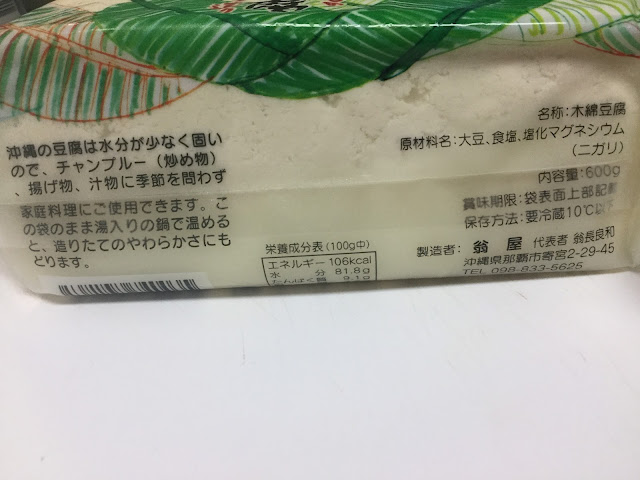 沖縄の豆腐は水分が少なく固い
ので、チャンプルー（炒め物）
、揚げ物、汁物に季節を問わず
家庭料理にご使用できます。こ
の袋のまま湯入りの鍋で温める
と、造りたてのやわらかさにも
どります。
栄養成分表(100g中)
エネルギー 106kcal
水　分 81.8g
たんぱく質 9.1g
名称:木綿豆腐
原材料名:大豆、食塩、塩化マグネシウム
(ニガリ)
内容量:600g
賞味期限:袋表面上部記載
保存方法:要冷蔵10℃以下
製造者: 翁 屋 代表者 翁長良和
沖縄県那覇市寄宮2-29-45
TEL 098-833-5625